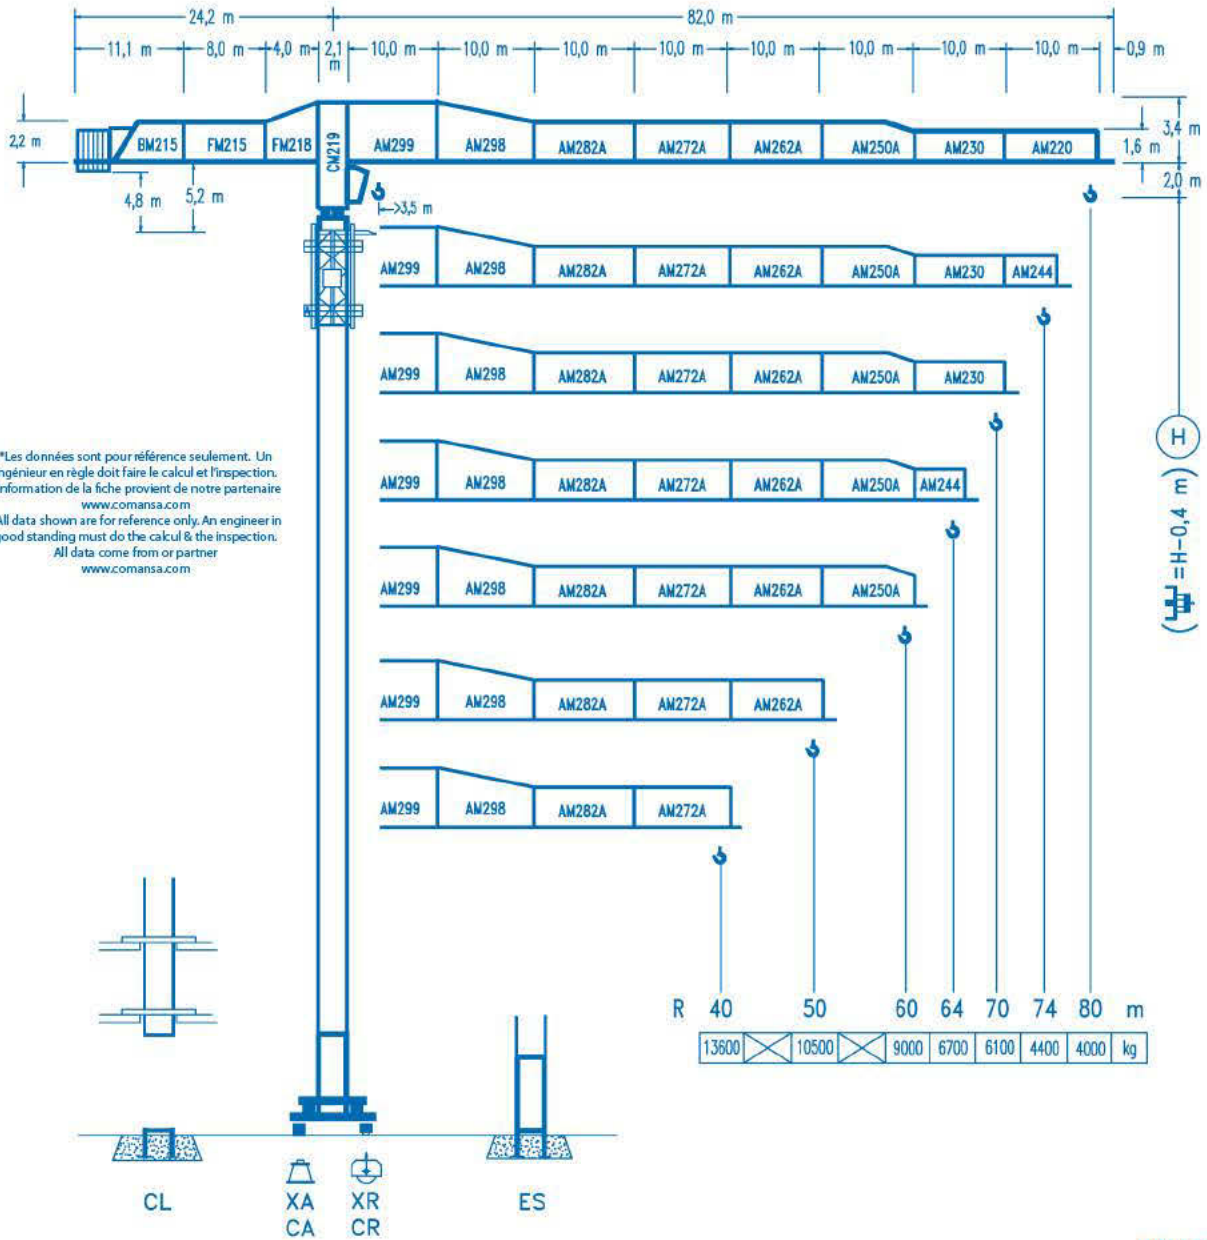 24,2 m 82,0 m
11,1 m 8,0 m 4,0 m 2,1 m 10,0 m 10,0 m 10,0 m 10,0 m 10,0 m 10,0 m 10,0 m 10,0 m 0,9 m
2,2 m BM215 FM215 FM218 CM219 AM299 AM298 AM282A AM272A AM262A AM250A AM230 AM220 1,6 m 3,4 m
4,8 m 5,2 m >3,5 m 2,0 m
AM299 AM298 AM282A AM272A AM262A AM250A AM230 AM244
AM299 AM298 AM282A AM272A AM262A AM250A AM230
AM299 AM298 AM282A AM272A AM262A AM250A AM244
AM299 AM298 AM282A AM272A AM262A AM250A
AM299 AM298 AM282A AM272A AM262A
AM299 AM298 AM282A AM272A
H
( =H-0,4 m)
*Les données sont pour référence seulement. Un
ngénieur en règle doit faire le calcul et l'inspection.
nformation de la fiche provient de notre partenaire
www.comansa.com
All data shown are for reference only. An engineer in
good standing must do the calcul & the inspection.
All data come from or partner
www.comansa.com
R 40 50 60 64 70 74 80 m
13600 10500 9000 6700 6100 4400 4000 kg
CL XA XR ES
CA CR